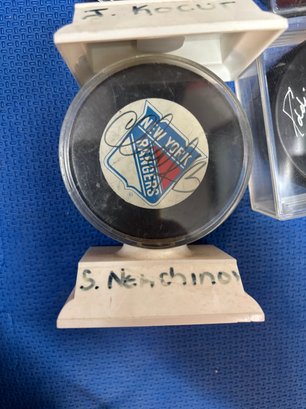 J. KOCUR
NEW YORK
RANGERS
S. Nemchinov